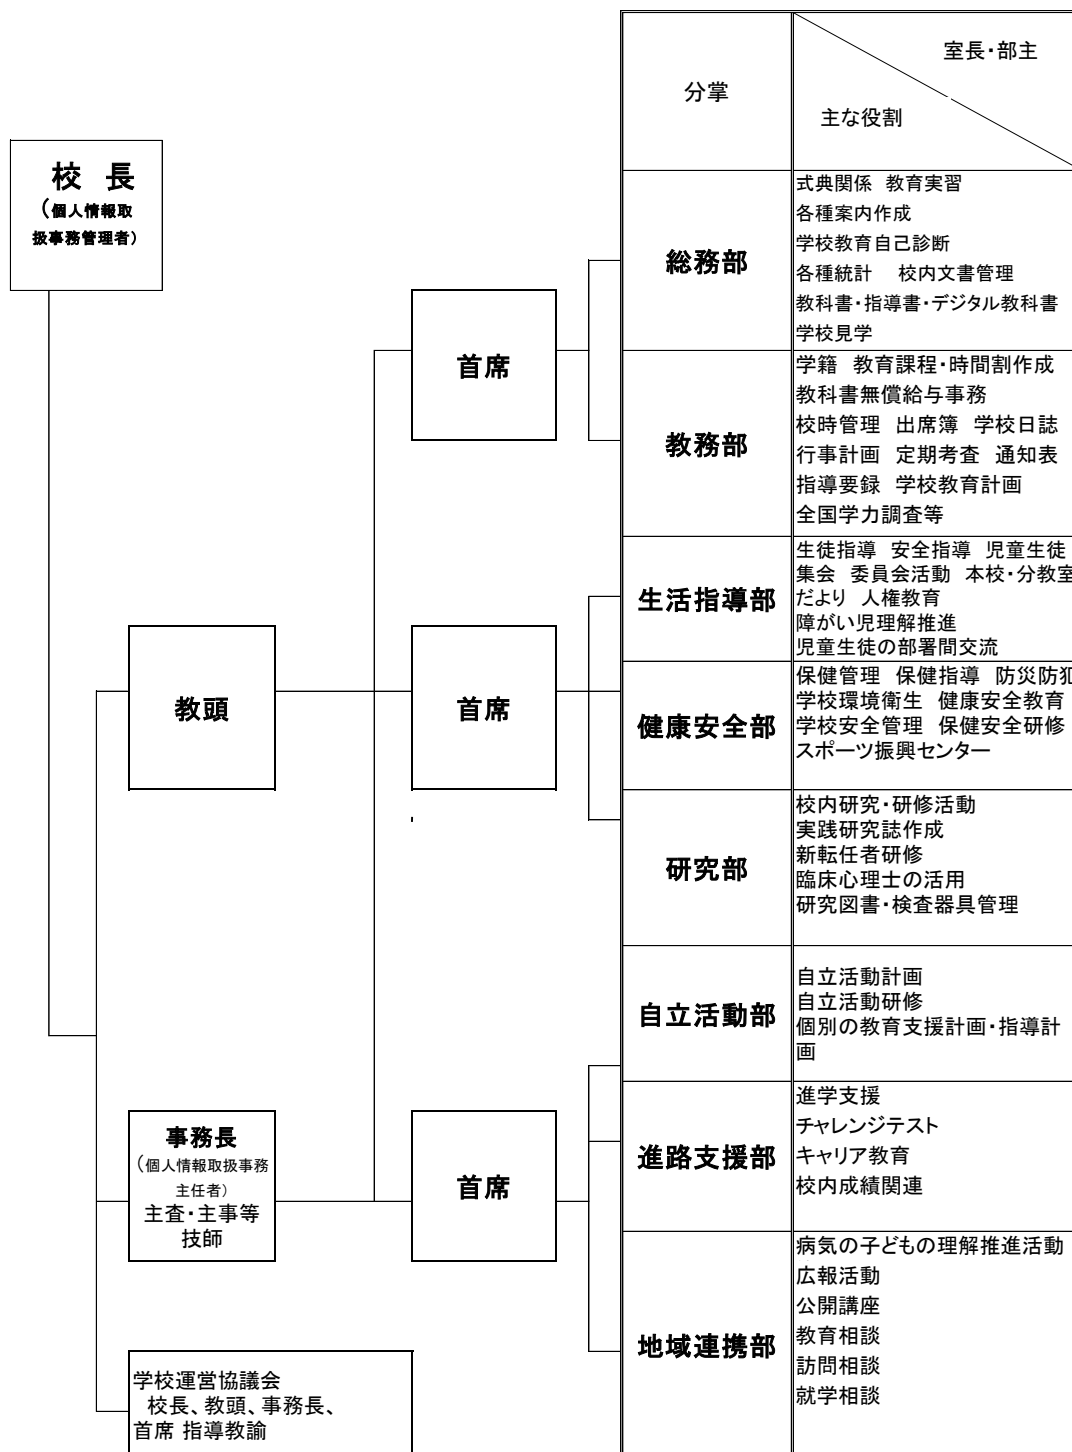 校 長
(個人情報取
扱事務管理者)
教頭
事務長
(個人情報取扱事務
主任者)
主査・主事等
技師
学校運営協議会
校長、教頭、事務長、
首席 指導教諭
首席
首席
首席
分掌
室長・部主
主な役割
総務部
式典関係 教育実習
各種案内作成
学校教育自己診断
各種統計 校内文書管理
教科書・指導書・デジタル教科書
学校見学
教務部
学籍 教育課程・時間割作成
教科書無償給与事務
校時管理 出席簿 学校日誌
行事計画 定期考査 通知表
指導要録 学校教育計画
全国学力調査等
生活指導部
生徒指導 安全指導 児童生徒
集会 委員会活動 本校・分教室
だより 人権教育
障がい児理解推進
児童生徒の部署間交流
健康安全部
保健管理 保健指導 防災防犯
学校環境衛生 健康安全教育
学校安全管理 保健安全研修
スポーツ振興センター
研究部
校内研究・研修活動
実践研究誌作成
新転任者研修
臨床心理士の活用
研究図書・検査器具管理
自立活動部
自立活動計画
自立活動研修
個別の教育支援計画・指導計
画
進路支援部
進学支援
チャレンジテスト
キャリア教育
校内成績関連
地域連携部
病気の子どもの理解推進活動
広報活動
公開講座
教育相談
訪問相談
就学相談